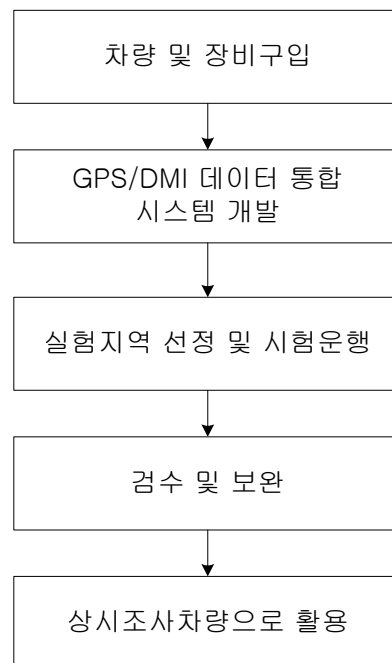 차량 및 장비구입
GPS/DMI 데이터 통합
시스템 개발
실험지역 선정 및 시험운행
검수 및 보완
상시조사차량으로 활용